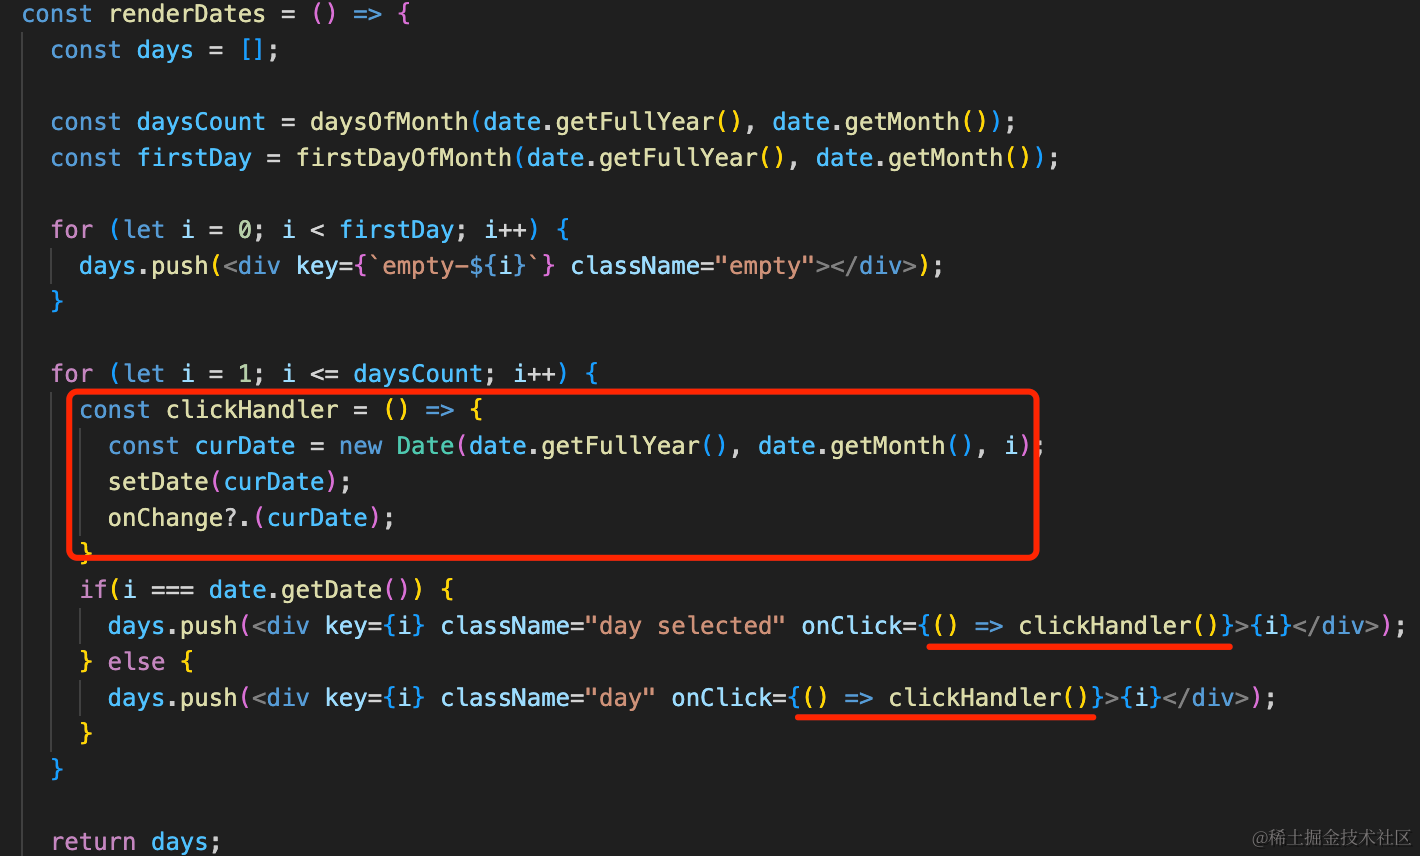 const renderDates = () => {
const days = [];
const daysCount = daysOfMonth(date.getFullYear(), date.getMonth());
const firstDay = firstDayOfMonth(date.getFullYear(), date.getMonth());
for (let i = 0; i < firstDay; i++) {
days.push(<div key={`empty-${i}`} className="empty"></div>);
}
for (let i = 1; i <= daysCount; i++) {
const clickHandler = () => {
const curDate = new Date(date.getFullYear(), date.getMonth(), i);
setDate(curDate);
onChange?.(curDate);
}
if(i === date.getDate()) {
days.push(<div key={i} className="day selected" onClick={() => clickHandler()}>{i}</div>);
} else {
days.push(<div key={i} className="day" onClick={() => clickHandler()}>{i}</div>);
}
}
return days;
@稀土掘金技术社区